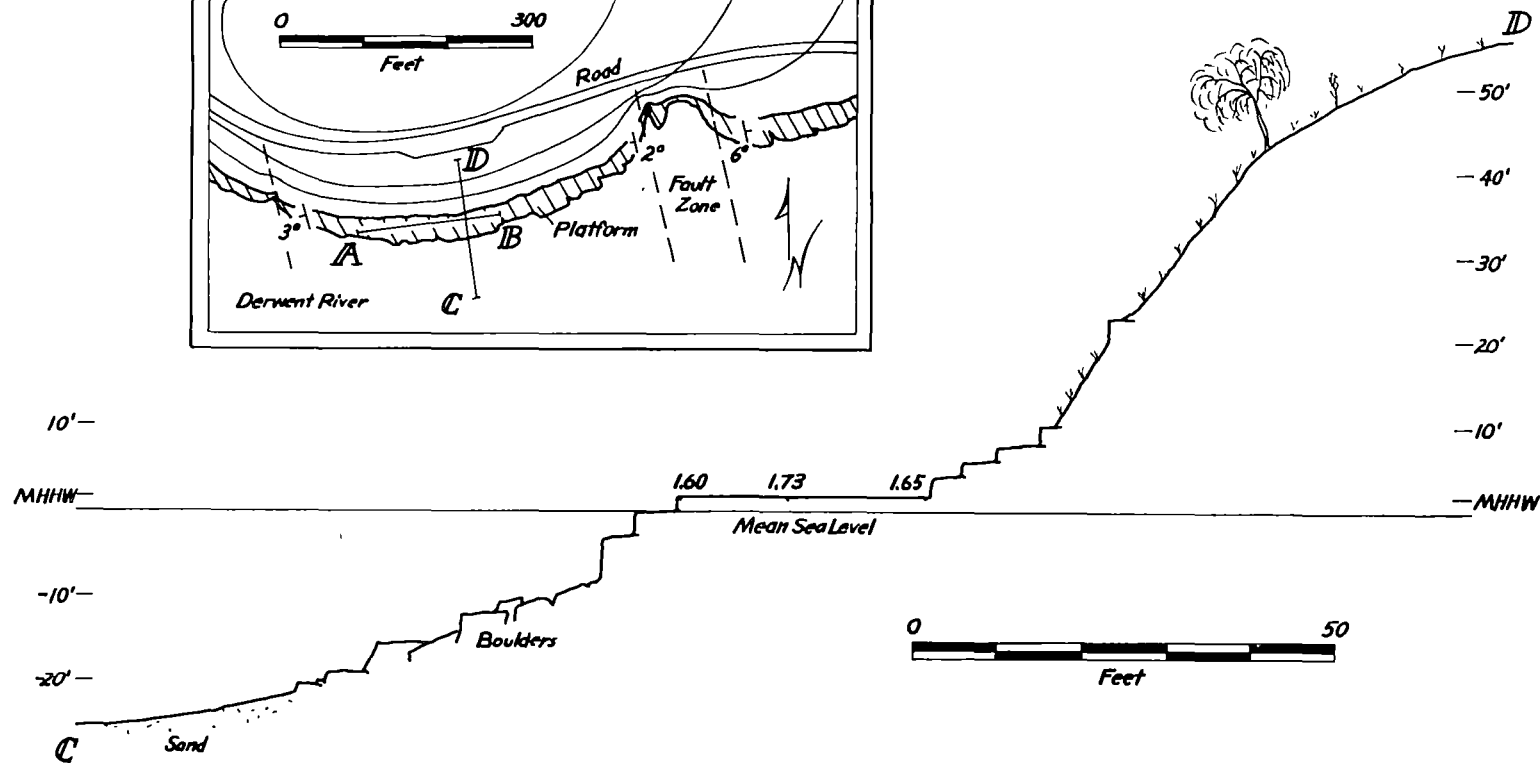 0 300
Feet
Road
D
2°
6°
Fault
Zone
3°
A
B
Platform
Derwent River
C
N
D
50'
40'
30'
20'
10'
10'
MHHW
1.60 1.73 1.65
MHHW
Mean Sea Level
-10'
Boulders
-20'
0 50
Feet
Sand
C